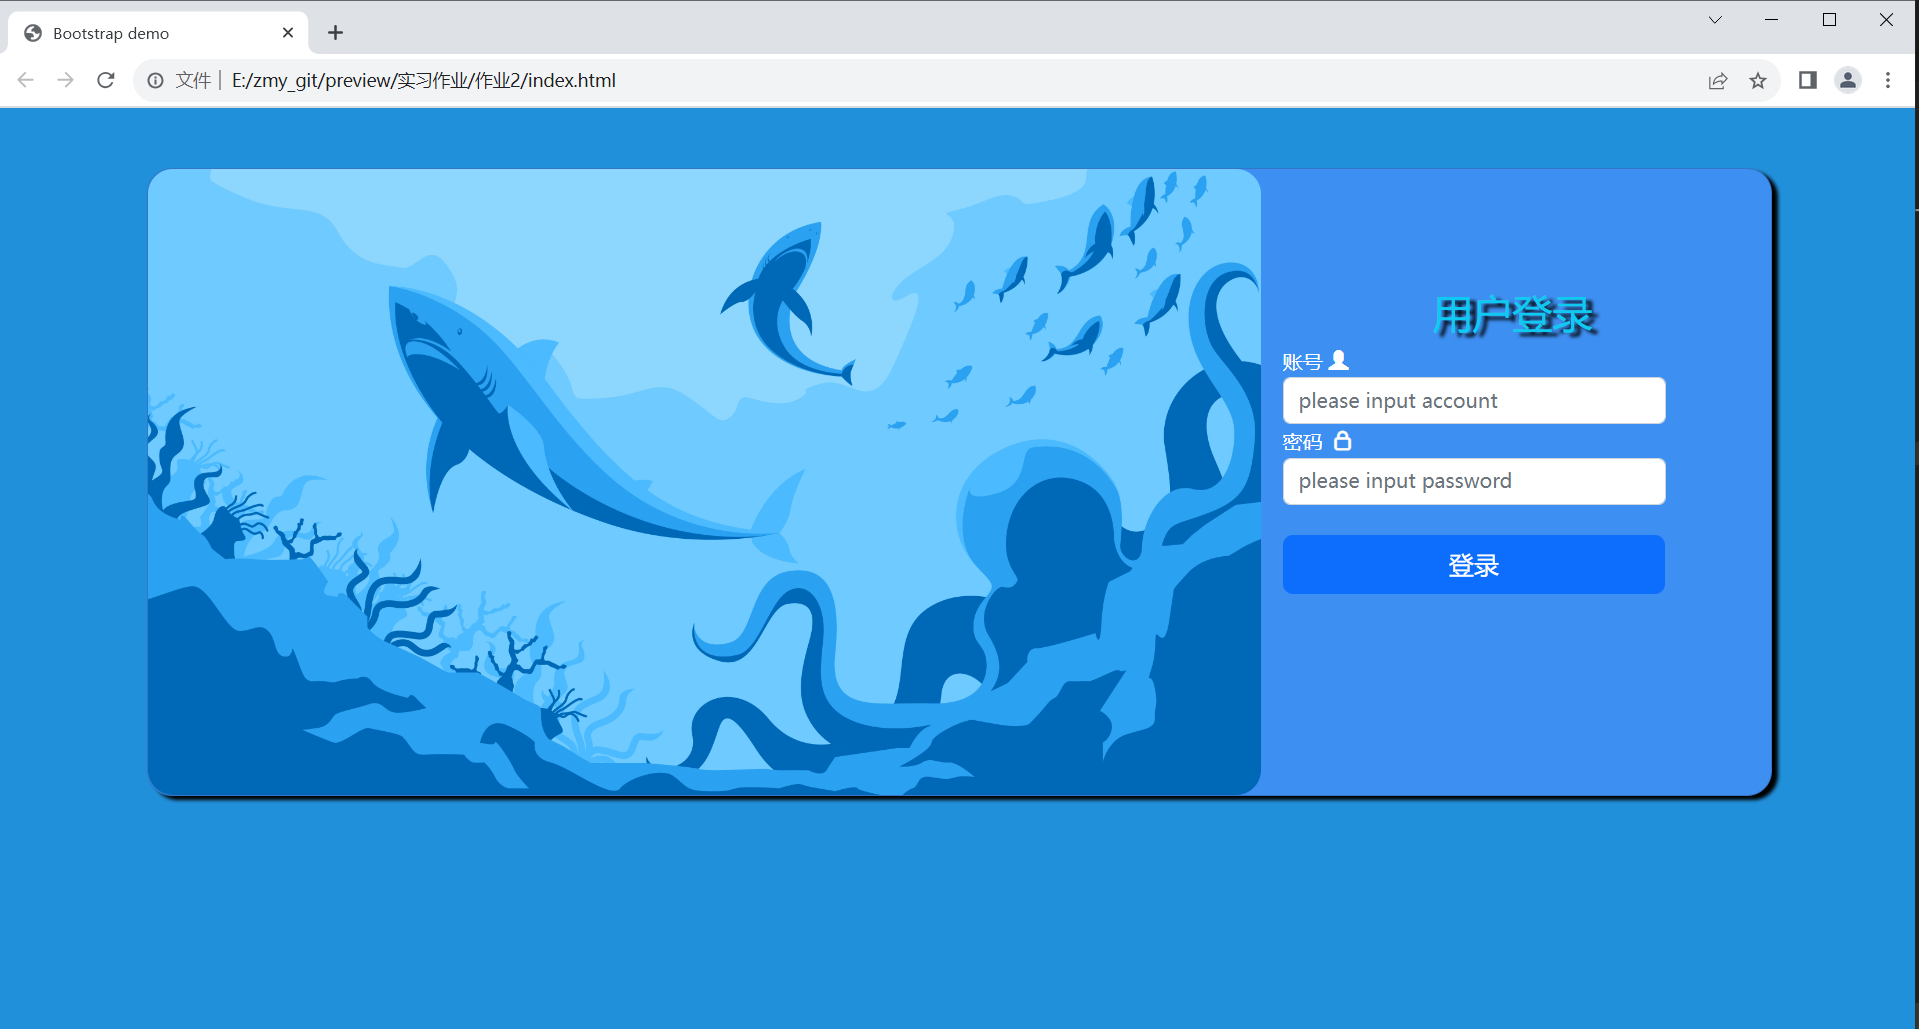 Bootstrap demo
文件 | E:/zmy_git/preview/实习作业/作业2/index.html
用户登录
账号
please input account
密码
please input password
登录